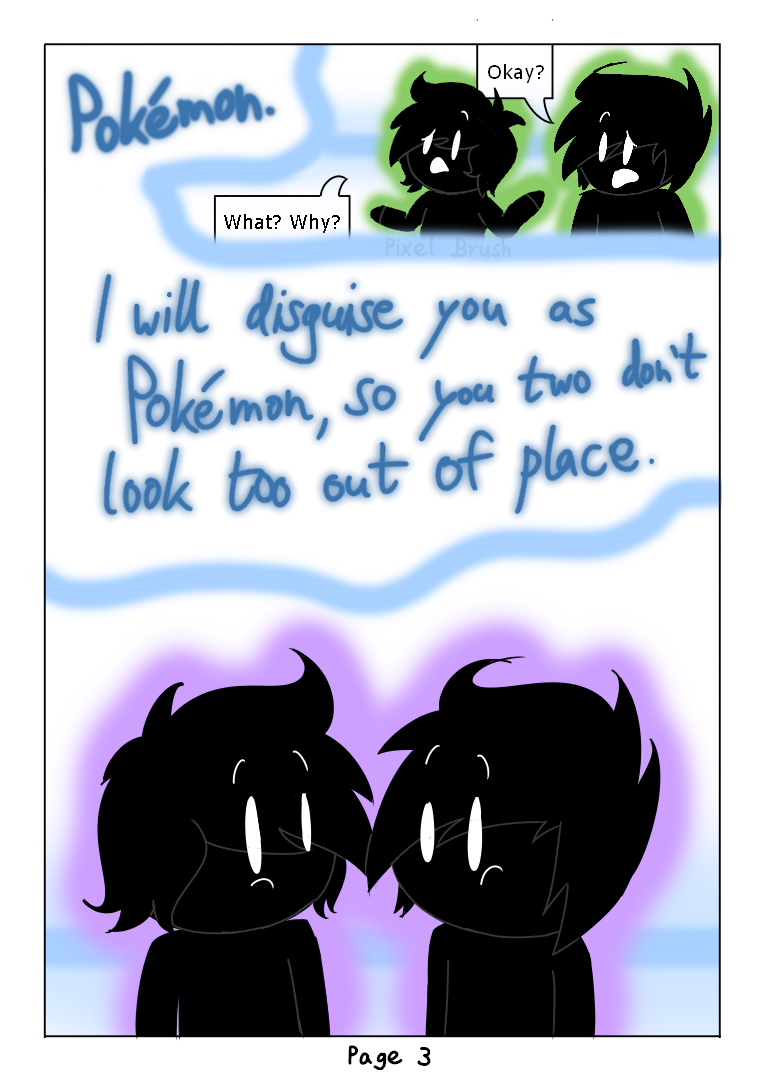 Pokémon.
Okay?
What? Why?
Pixel Brush
I will disguise you as
Pokémon, so you two don't
look too out of place.
Page 3